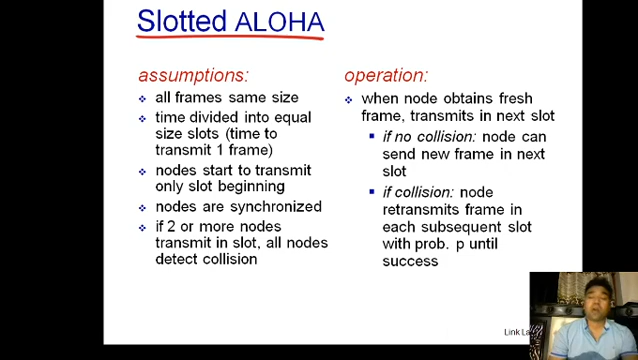 Slotted ALOHA
assumptions:
all frames same size
time divided into equal
size slots (time to
transmit 1 frame)
nodes start to transmit
only slot beginning
nodes are synchronized
if 2 or more nodes
transmit in slot, all nodes
detect collision
operation:
when node obtains fresh
frame, transmits in next slot
if no collision: node can
send new frame in next
slot
if collision: node
retransmits frame in
each subsequent slot
with prob. p until
success
Link